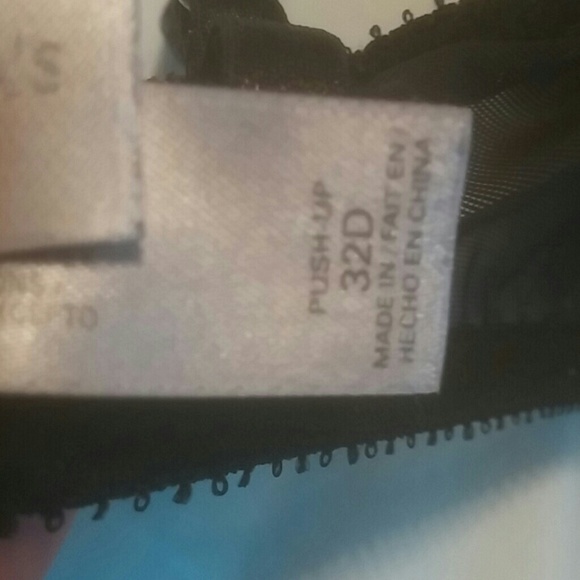 'S
PUSH-UP
32D
MADE IN / FAIT EN /
HECHO EN CHINA